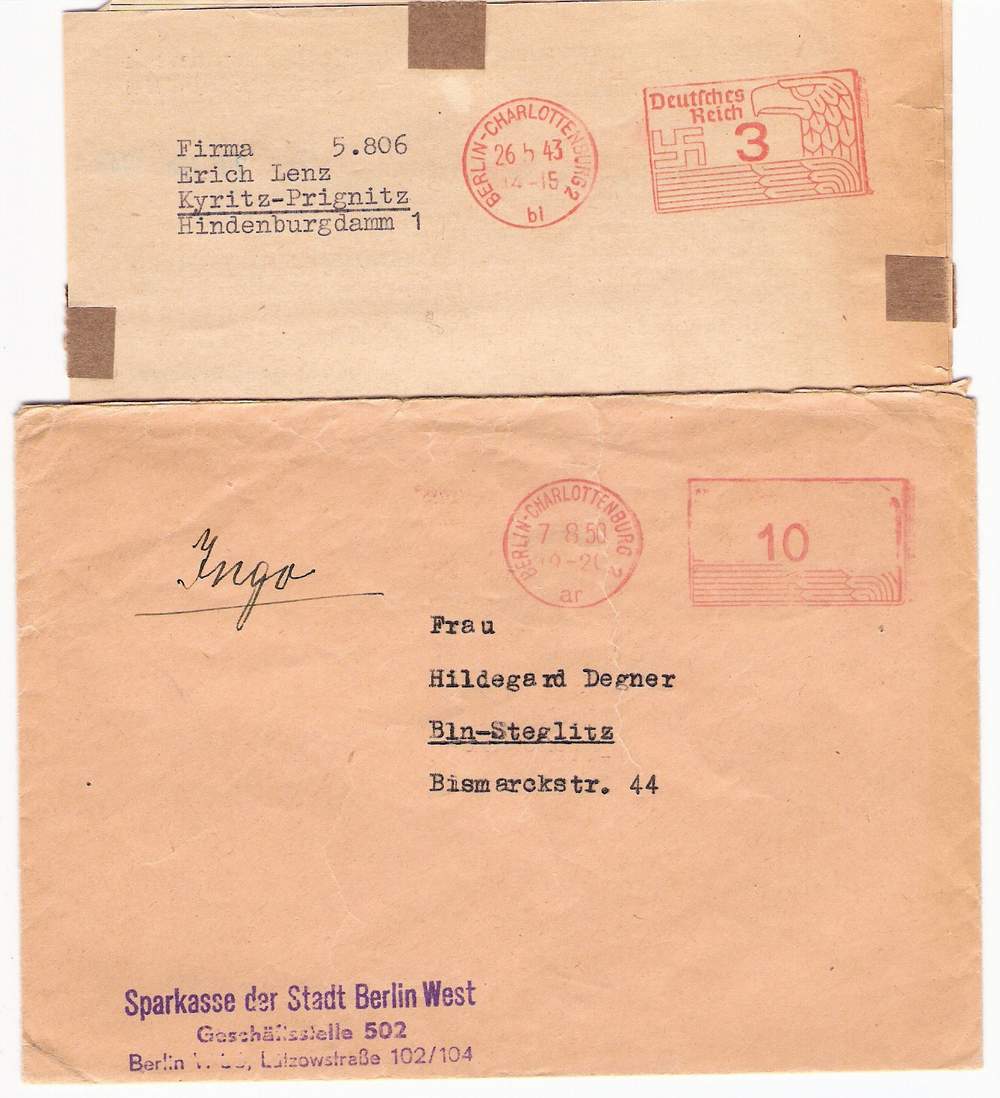 Firma 5.806
Erich Lenz
Kyritz-Prignitz
Hindenburgdamm 1
BERLIN-CHARLOTTENBURG 2
26 5 43
14-15
bl
Deutsches
Reich
3
Ingo
BERLIN-CHARLOTTENBURG 2
7 8 50
ar
10
Frau
Hildegard Degner
Bln-Steglitz
Bismarckstr. 44
Sparkasse der Stadt Berlin West
Geschäftsstelle 502
Berlin W Lützowstraße 102/104